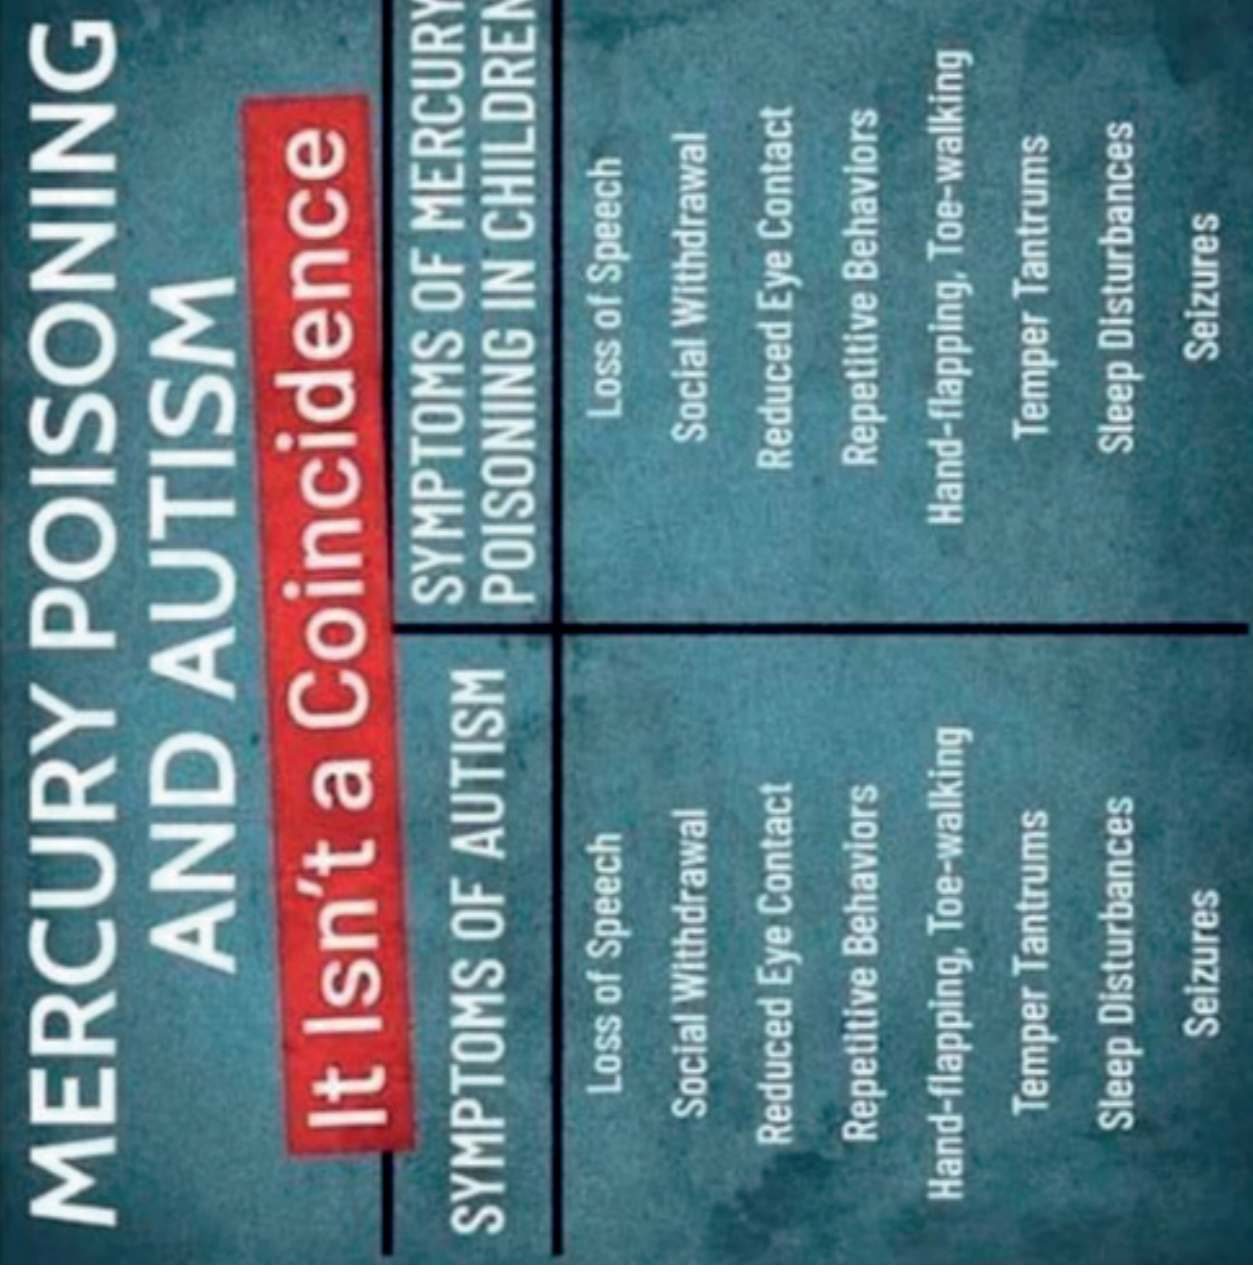 MERCURY POISONING
AND AUTISM
It Isn't a Coincidence
SYMPTOMS OF AUTISM
Loss of Speech
Social Withdrawal
Reduced Eye Contact
Repetitive Behaviors
Hand-flapping, Toe-walking
Temper Tantrums
Sleep Disturbances
Seizures
SYMPTOMS OF MERCURY
POISONING IN CHILDREN
Loss of Speech
Social Withdrawal
Reduced Eye Contact
Repetitive Behaviors
Hand-flapping, Toe-walking
Temper Tantrums
Sleep Disturbances
Seizures